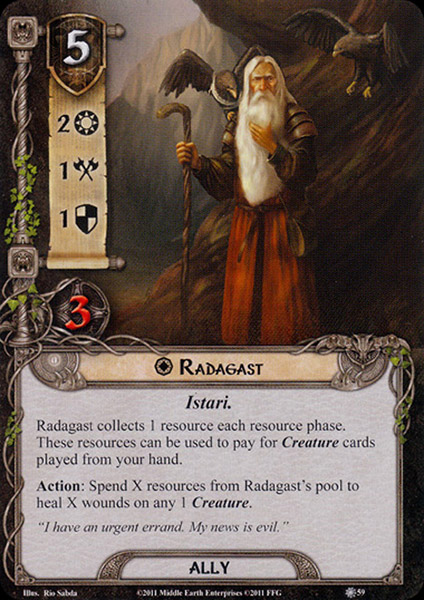 5
2
1
1
3
Radagast
Istari.
Radagast collects 1 resource each resource phase.
These resources can be used to pay for Creature cards
played from your hand.
Action: Spend X resources from Radagast's pool to
heal X wounds on any 1 Creature.
"I have an urgent errand. My news is evil."
ALLY
Illus. Rio Sabda ©2011 Middle Earth Enterprises ©2011 FFG 59